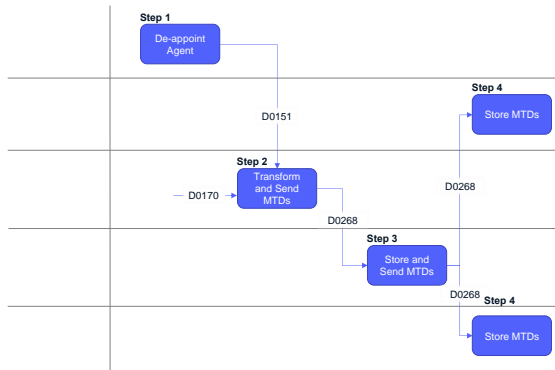 Step 1
De-appoint
Agent
Step 4
Store MTDs
D0151
Step 2
Transform
and Send
MTDs
D0170
D0268
D0268
Step 3
Store and
Send MTDs
D0268
Step 4
Store MTDs